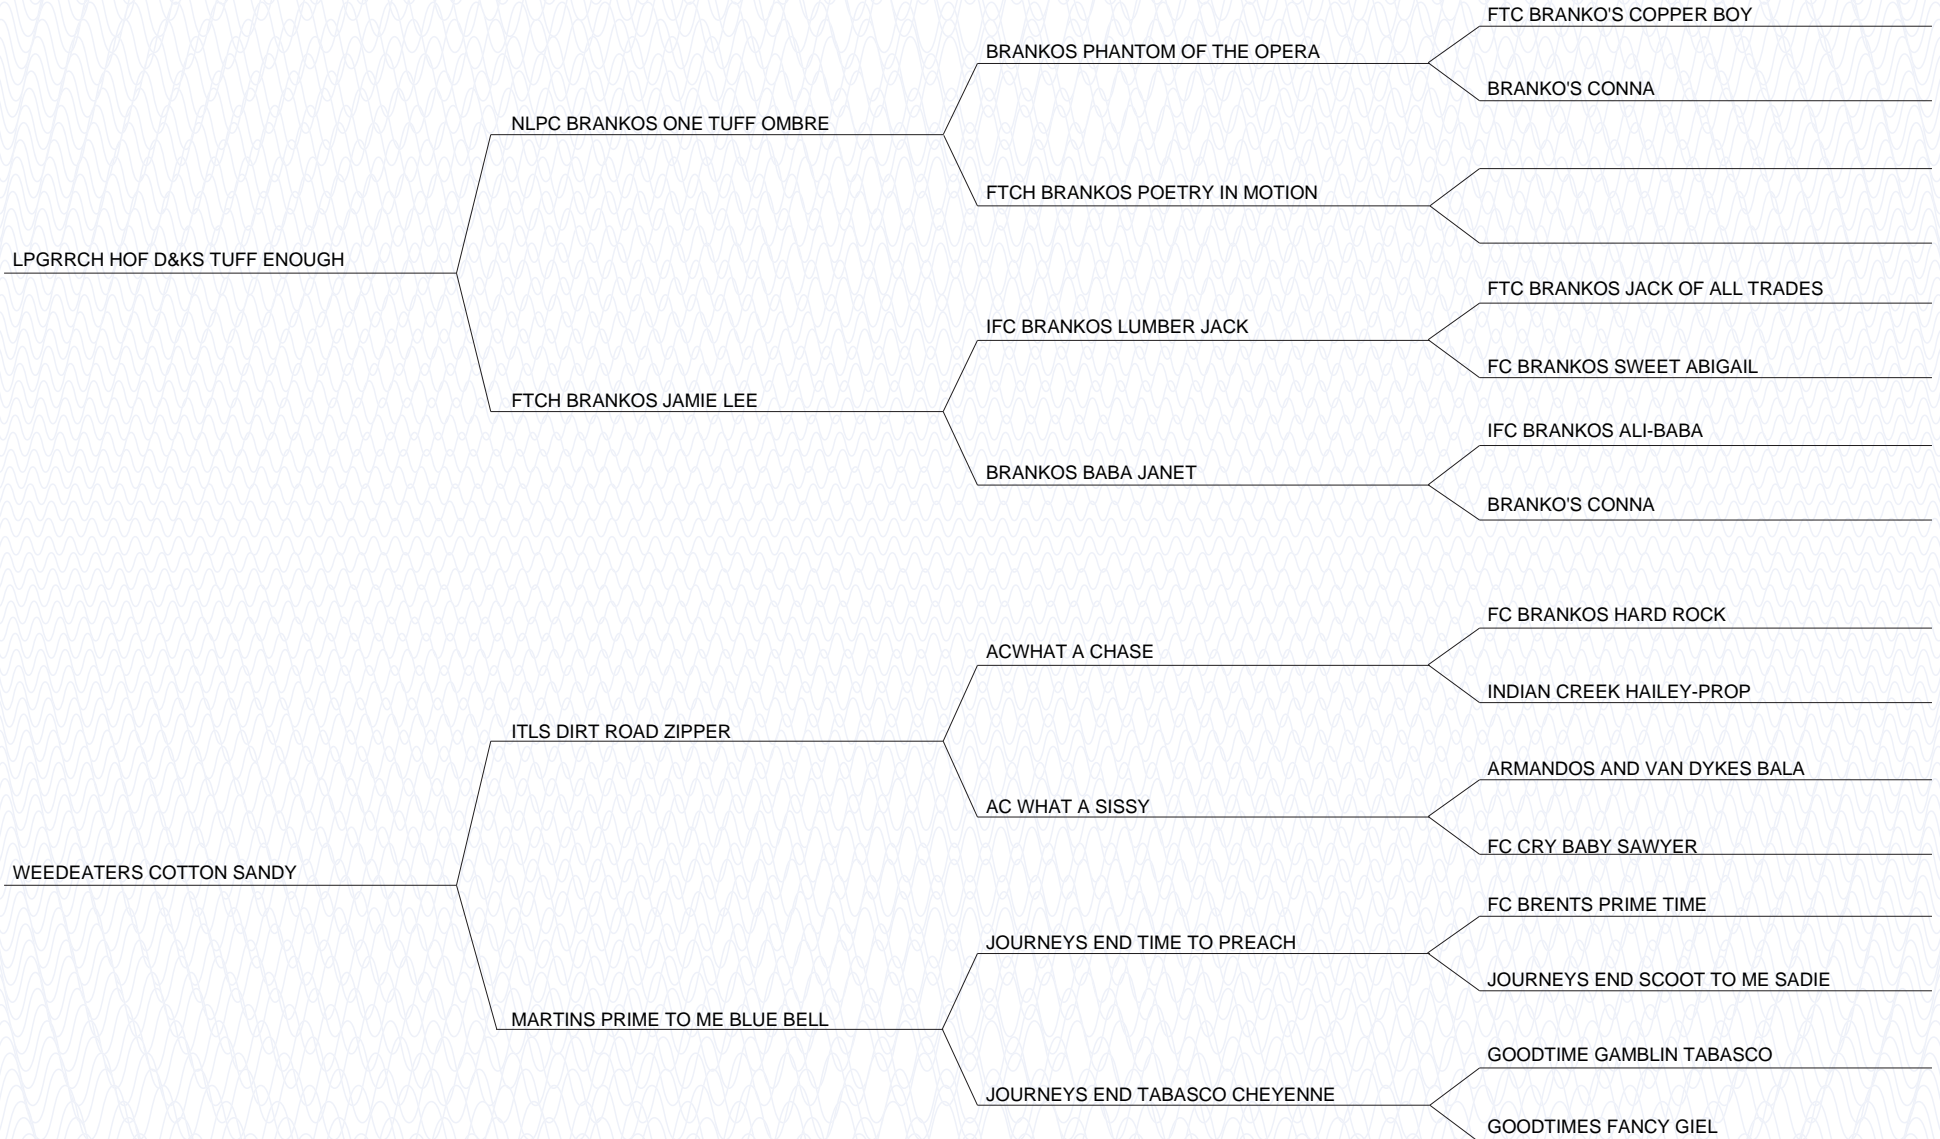 FTC BRANKO'S COPPER BOY
BRANKOS PHANTOM OF THE OPERA
BRANKO'S CONNA
NLPC BRANKOS ONE TUFF OMBRE
FTCH BRANKOS POETRY IN MOTION
LPGRRCH HOF D&KS TUFF ENOUGH
FTC BRANKOS JACK OF ALL TRADES
IFC BRANKOS LUMBER JACK
FC BRANKOS SWEET ABIGAIL
FTCH BRANKOS JAMIE LEE
IFC BRANKOS ALI-BABA
BRANKOS BABA JANET
BRANKO'S CONNA
FC BRANKOS HARD ROCK
ACWHAT A CHASE
INDIAN CREEK HAILEY-PROP
ITLS DIRT ROAD ZIPPER
ARMANDOS AND VAN DYKES BALA
AC WHAT A SISSY
FC CRY BABY SAWYER
WEEDEATERS COTTON SANDY
FC BRENTS PRIME TIME
JOURNEYS END TIME TO PREACH
JOURNEYS END SCOOT TO ME SADIE
MARTINS PRIME TO ME BLUE BELL
GOODTIME GAMBLIN TABASCO
JOURNEYS END TABASCO CHEYENNE
GOODTIMES FANCY GIEL